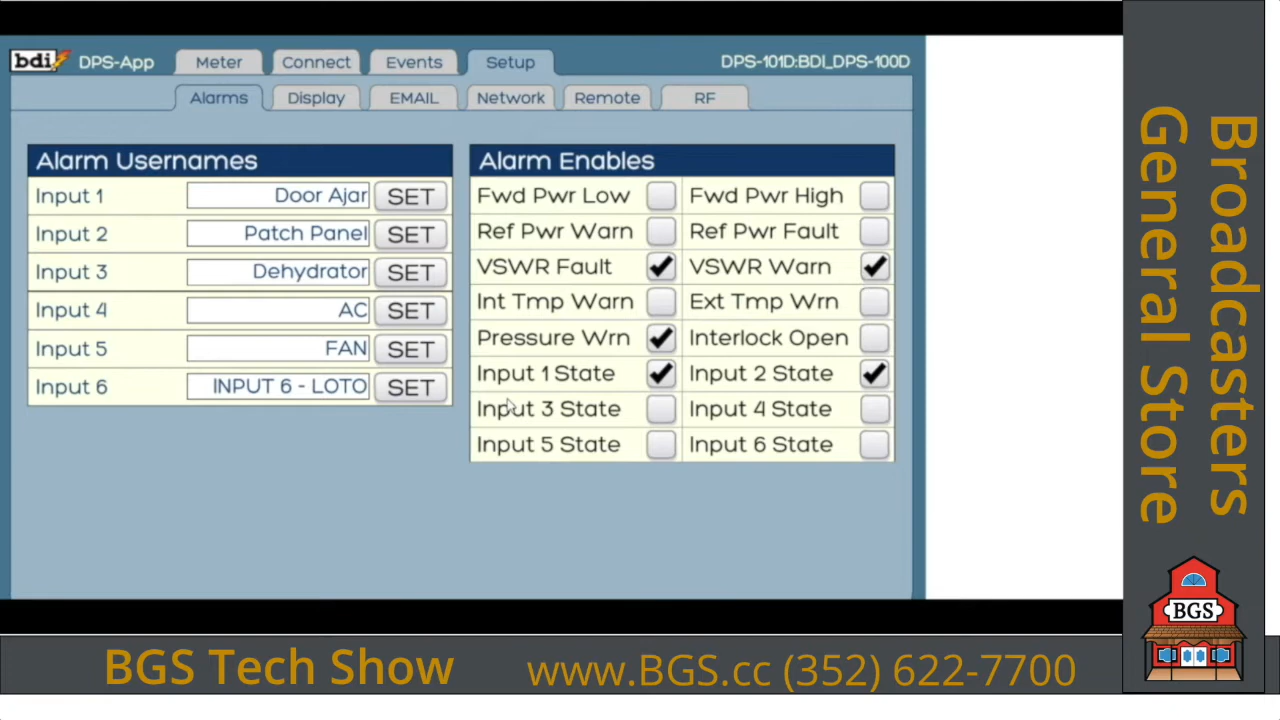 bdi DPS-App Meter Connect Events Setup DPS-101D:BDI_DPS-100D
Alarms Display EMAIL Network Remote RF
Alarm Usernames
Input 1 Door Ajar SET
Input 2 Patch Panel SET
Input 3 Dehydrator SET
Input 4 AC SET
Input 5 FAN SET
Input 6 INPUT 6 - LOTO SET
Alarm Enables
Fwd Pwr Low Fwd Pwr High
Ref Pwr Warn Ref Pwr Fault
VSWR Fault VSWR Warn
Int Tmp Warn Ext Tmp Wrn
Pressure Wrn Interlock Open
Input 1 State Input 2 State
Input 3 State Input 4 State
Input 5 State Input 6 State
Broadcasters
General Store
BGS
BGS Tech Show www.BGS.cc (352) 622-7700